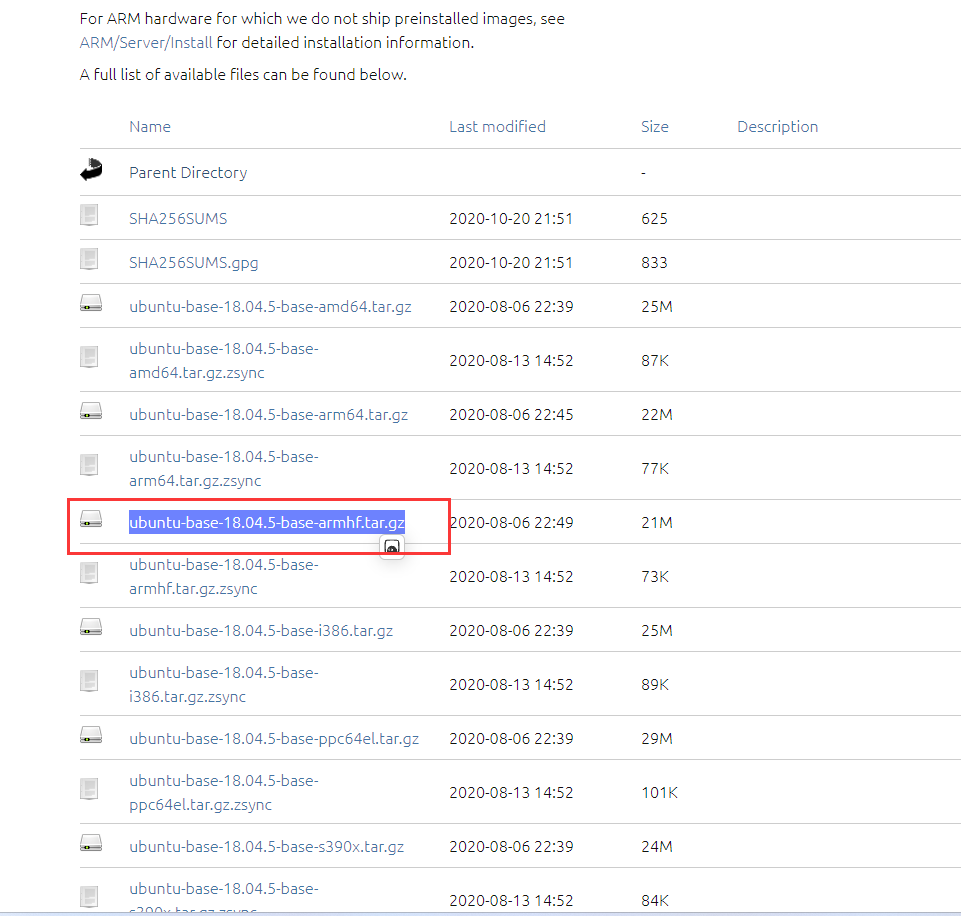 For ARM hardware for which we do not ship preinstalled images, see
ARM/Server/Install for detailed installation information.
A full list of available files can be found below.
Name Last modified Size Description
Parent Directory -
SHA256SUMS 2020-10-20 21:51 625
SHA256SUMS.gpg 2020-10-20 21:51 833
ubuntu-base-18.04.5-base-amd64.tar.gz 2020-08-06 22:39 25M
ubuntu-base-18.04.5-base-
amd64.tar.gz.zsync 2020-08-13 14:52 87K
ubuntu-base-18.04.5-base-arm64.tar.gz 2020-08-06 22:45 22M
ubuntu-base-18.04.5-base-
arm64.tar.gz.zsync 2020-08-13 14:52 77K
ubuntu-base-18.04.5-base-armhf.tar.gz 2020-08-06 22:49 21M
ubuntu-base-18.04.5-base-
armhf.tar.gz.zsync 2020-08-13 14:52 73K
ubuntu-base-18.04.5-base-i386.tar.gz 2020-08-06 22:39 25M
ubuntu-base-18.04.5-base-
i386.tar.gz.zsync 2020-08-13 14:52 89K
ubuntu-base-18.04.5-base-ppc64el.tar.gz 2020-08-06 22:39 29M
ubuntu-base-18.04.5-base-
ppc64el.tar.gz.zsync 2020-08-13 14:52 101K
ubuntu-base-18.04.5-base-s390x.tar.gz 2020-08-06 22:39 24M
ubuntu-base-18.04.5-base-
s390x.tar.gz.zsync 2020-08-13 14:52 84K